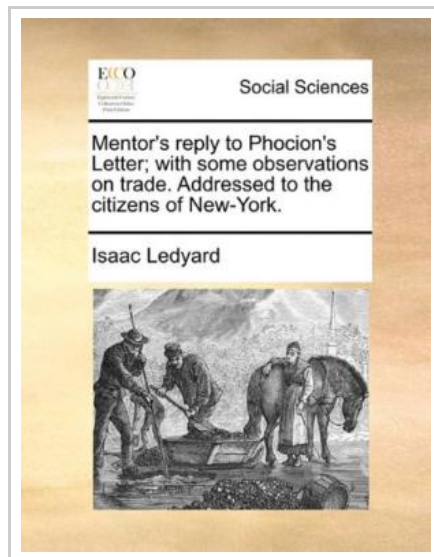 ECCO
Social Sciences
Mentor's reply to Phocion's
Letter; with some observations
on trade. Addressed to the
citizens of New-York.
Isaac Ledyard